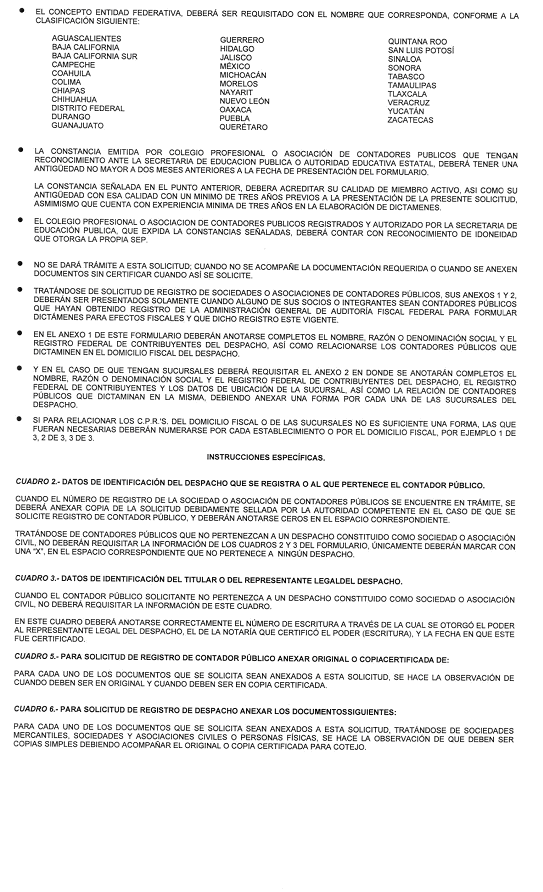 ● EL CONCEPTO ENTIDAD FEDERATIVA, DEBERÁ SER REQUISITADO CON EL NOMBRE QUE CORRESPONDA, CONFORME A LA
CLASIFICACIÓN SIGUIENTE:
AGUASCALIENTES
BAJA CALIFORNIA
BAJA CALIFORNIA SUR
CAMPECHE
COAHUILA
COLIMA
CHIAPAS
CHIHUAHUA
DISTRITO FEDERAL
DURANGO
GUANAJUATO
GUERRERO
HIDALGO
JALISCO
MÉXICO
MICHOACÁN
MORELOS
NAYARIT
NUEVO LEÓN
OAXACA
PUEBLA
QUERÉTARO
QUINTANA ROO
SAN LUIS POTOSÍ
SINALOA
SONORA
TABASCO
TAMAULIPAS
TLAXCALA
VERACRUZ
YUCATÁN
ZACATECAS
● LA CONSTANCIA EMITIDA POR COLEGIO PROFESIONAL O ASOCIACIÓN DE CONTADORES PUBLICOS QUE TENGAN
RECONOCIMIENTO ANTE LA SECRETARIA DE EDUCACION PUBLICA O AUTORIDAD EDUCATIVA ESTATAL, DEBERÁ TENER UNA
ANTIGÜEDAD NO MAYOR A DOS MESES ANTERIORES A LA FECHA DE PRESENTACIÓN DEL FORMULARIO.
LA CONSTANCIA SEÑALADA EN EL PUNTO ANTERIOR, DEBERA ACREDITAR SU CALIDAD DE MIEMBRO ACTIVO, ASI COMO SU
ANTIGÜEDAD CON ESA CALIDAD CON UN MINIMO DE TRES AÑOS PREVIOS A LA PRESENTACIÓN DE LA PRESENTE SOLICITUD,
ASMISMISMO QUE CUENTA CON EXPERIENCIA MINIMA DE TRES AÑOS EN LA ELABORACIÓN DE DICTAMENES.
● EL COLEGIO PROFESIONAL O ASOCIACION DE CONTADORES PUBLICOS REGISTRADOS Y AUTORIZADO POR LA SECRETARIA DE
EDUCACIÓN PUBLICA, QUE EXPIDA LA CONSTANCIAS SEÑALADAS, DEBERÁ CONTAR CON RECONOCIMIENTO DE IDONEIDAD
QUE OTORGA LA PROPIA SEP.
● NO SE DARÁ TRÁMITE A ESTA SOLICITUD; CUANDO NO SE ACOMPAÑE LA DOCUMENTACIÓN REQUERIDA O CUANDO SE ANEXEN
DOCUMENTOS SIN CERTIFICAR CUANDO ASÍ SE SOLICITE.
● TRATÁNDOSE DE SOLICITUD DE REGISTRO DE SOCIEDADES O ASOCIACIONES DE CONTADORES PÚBLICOS, SUS ANEXOS 1 Y 2,
DEBERÁN SER PRESENTADOS SOLAMENTE CUANDO ALGUNO DE SUS SOCIOS O INTEGRANTES SEAN CONTADORES PÚBLICOS
QUE HAYAN OBTENIDO REGISTRO DE LA ADMINISTRACIÓN GENERAL DE AUDITORÍA FISCAL FEDERAL PARA FORMULAR
DICTÁMENES PARA EFECTOS FISCALES Y QUE DICHO REGISTRO ESTE VIGENTE.
● EN EL ANEXO 1 DE ESTE FORMULARIO DEBERÁN ANOTARSE COMPLETOS EL NOMBRE, RAZÓN O DENOMINACIÓN SOCIAL Y EL
REGISTRO FEDERAL DE CONTRIBUYENTES DEL DESPACHO, ASÍ COMO RELACIONARSE LOS CONTADORES PÚBLICOS QUE
DICTAMINEN EN EL DOMICILIO FISCAL DEL DESPACHO.
● Y EN EL CASO DE QUE TENGAN SUCURSALES DEBERÁ REQUISITAR EL ANEXO 2 EN DONDE SE ANOTARÁN COMPLETOS EL
NOMBRE, RAZÓN O DENOMINACIÓN SOCIAL Y EL REGISTRO FEDERAL DE CONTRIBUYENTES DEL DESPACHO, EL REGISTRO
FEDERAL DE CONTRIBUYENTES Y LOS DATOS DE UBICACIÓN DE LA SUCURSAL, ASÍ COMO LA RELACIÓN DE CONTADORES
PÚBLICOS QUE DICTAMINAN EN LA MISMA, DEBIENDO ANEXAR UNA FORMA POR CADA UNA DE LAS SUCURSALES DEL
DESPACHO.
● SI PARA RELACIONAR LOS C.P.R.'S. DEL DOMICILIO FISCAL O DE LAS SUCURSALES NO ES SUFICIENTE UNA FORMA, LAS QUE
FUERAN NECESARIAS DEBERÁN NUMERARSE POR CADA ESTABLECIMIENTO O POR EL DOMICILIO FISCAL, POR EJEMPLO 1 DE
3, 2 DE 3, 3 DE 3.
INSTRUCCIONES ESPECÍFICAS.
CUADRO 2.- DATOS DE IDENTIFICACIÓN DEL DESPACHO QUE SE REGISTRA O AL QUE PERTENECE EL CONTADOR PÚBLICO.
CUANDO EL NÚMERO DE REGISTRO DE LA SOCIEDAD O ASOCIACIÓN DE CONTADORES PÚBLICOS SE ENCUENTRE EN TRÁMITE, SE
DEBERÁ ANEXAR COPIA DE LA SOLICITUD DEBIDAMENTE SELLADA POR LA AUTORIDAD COMPETENTE EN EL CASO DE QUE SE
SOLICITE REGISTRO DE CONTADOR PÚBLICO, Y DEBERÁN ANOTARSE CEROS EN EL ESPACIO CORRESPONDIENTE.
TRATÁNDOSE DE CONTADORES PÚBLICOS QUE NO PERTENEZCAN A UN DESPACHO CONSTITUIDO COMO SOCIEDAD O ASOCIACIÓN
CIVIL, NO DEBERÁN REQUISITAR LA INFORMACIÓN DE LOS CUADROS 2 Y 3 DEL FORMULARIO, ÚNICAMENTE DEBERÁN MARCAR CON
UNA "X", EN EL ESPACIO CORRESPONDIENTE QUE NO PERTENECE A NINGÚN DESPACHO.
CUADRO 3.- DATOS DE IDENTIFICACIÓN DEL TITULAR O DEL REPRESENTANTE LEGALDEL DESPACHO.
CUANDO EL CONTADOR PÚBLICO SOLICITANTE NO PERTENEZCA A UN DESPACHO CONSTITUIDO COMO SOCIEDAD O ASOCIACIÓN
CIVIL, NO DEBERÁ REQUISITAR LA INFORMACIÓN DE ESTE CUADRO.
EN ESTE CUADRO DEBERÁ ANOTARSE CORRECTAMENTE EL NÚMERO DE ESCRITURA A TRAVÉS DE LA CUAL SE OTORGÓ EL PODER
AL REPRESENTANTE LEGAL DEL DESPACHO, EL DE LA NOTARÍA QUE CERTIFICÓ EL PODER (ESCRITURA), Y LA FECHA EN QUE ESTE
FUE CERTIFICADO.
CUADRO 5.- PARA SOLICITUD DE REGISTRO DE CONTADOR PÚBLICO ANEXAR ORIGINAL O COPIACERTIFICADA DE:
PARA CADA UNO DE LOS DOCUMENTOS QUE SE SOLICITA SEAN ANEXADOS A ESTA SOLICITUD, SE HACE LA OBSERVACIÓN DE
CUANDO DEBEN SER EN ORIGINAL Y CUANDO DEBEN SER EN COPIA CERTIFICADA.
CUADRO 6.- PARA SOLICITUD DE REGISTRO DE DESPACHO ANEXAR LOS DOCUMENTOSSIGUIENTES:
PARA CADA UNO DE LOS DOCUMENTOS QUE SE SOLICITA SEAN ANEXADOS A ESTA SOLICITUD, TRATÁNDOSE DE SOCIEDADES
MERCANTILES, SOCIEDADES Y ASOCIACIONES CIVILES O PERSONAS FÍSICAS, SE HACE LA OBSERVACIÓN DE QUE DEBEN SER
COPIAS SIMPLES DEBIENDO ACOMPAÑAR EL ORIGINAL O COPIA CERTIFICADA PARA COTEJO.